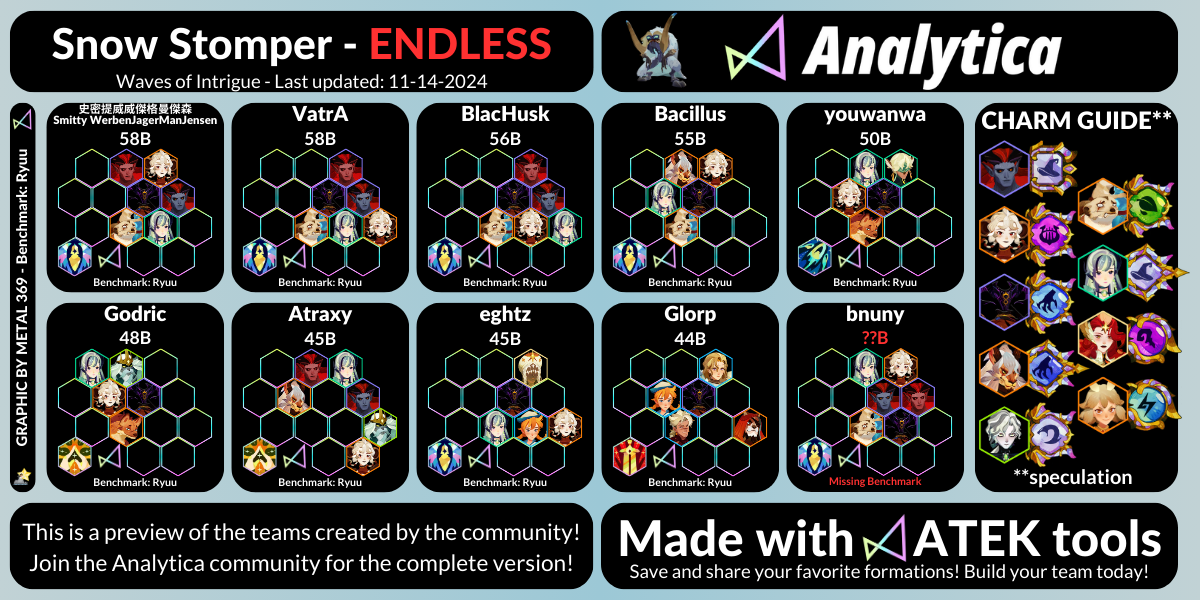 Snow Stomper - ENDLESS
Waves of Intrigue - Last updated: 11-14-2024
Analytica
GRAPHIC BY METAL 369 - Benchmark: Ryuu
史密提威威傑格曼傑森
Smitty WerbenJagerManJensen
58B
Benchmark: Ryuu
VatrA
58B
Benchmark: Ryuu
BlacHusk
56B
Benchmark: Ryuu
Bacillus
55B
Benchmark: Ryuu
youwanwa
50B
Benchmark: Ryuu
Godric
48B
Benchmark: Ryuu
Atraxy
45B
Benchmark: Ryuu
eghtz
45B
Benchmark: Ryuu
Glorp
44B
Benchmark: Ryuu
bnuny
??B
Missing Benchmark
CHARM GUIDE**
**speculation
This is a preview of the teams created by the community!
Join the Analytica community for the complete version!
Made with ATEK tools
Save and share your favorite formations! Build your team today!